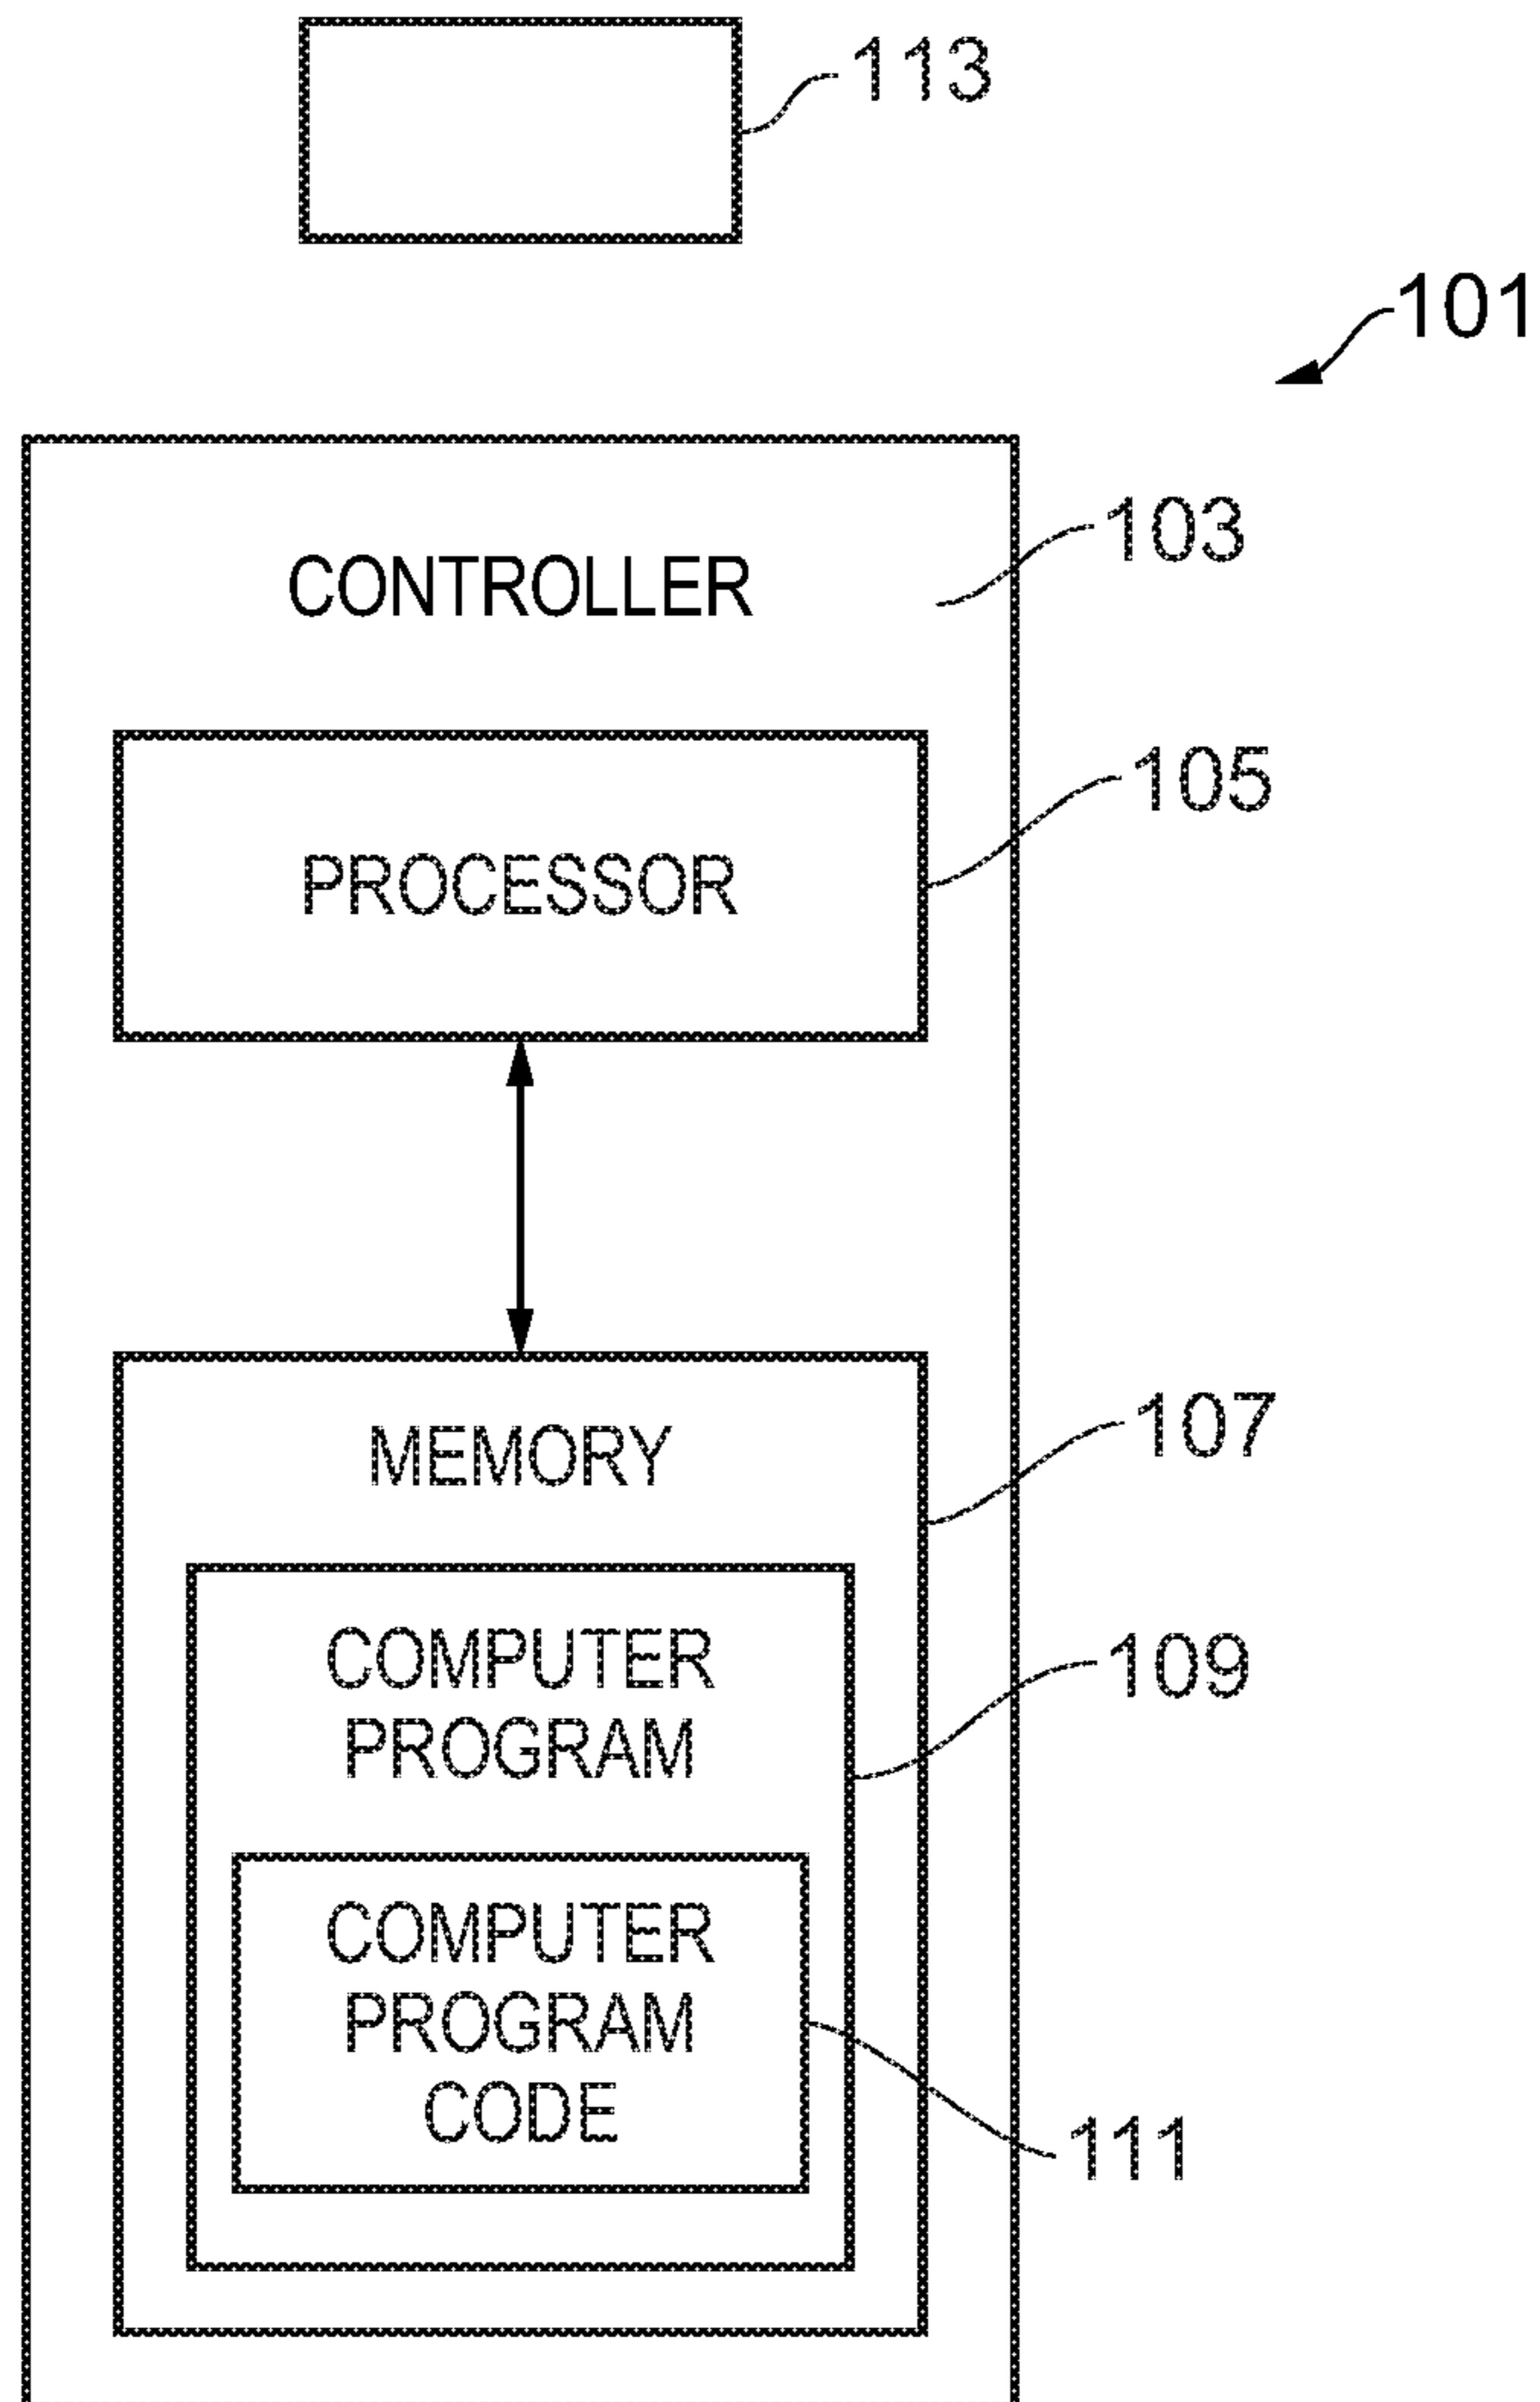 113
101
103
CONTROLLER
105
PROCESSOR
107
MEMORY
COMPUTER
109
PROGRAM
COMPUTER
PROGRAM
CODE
111